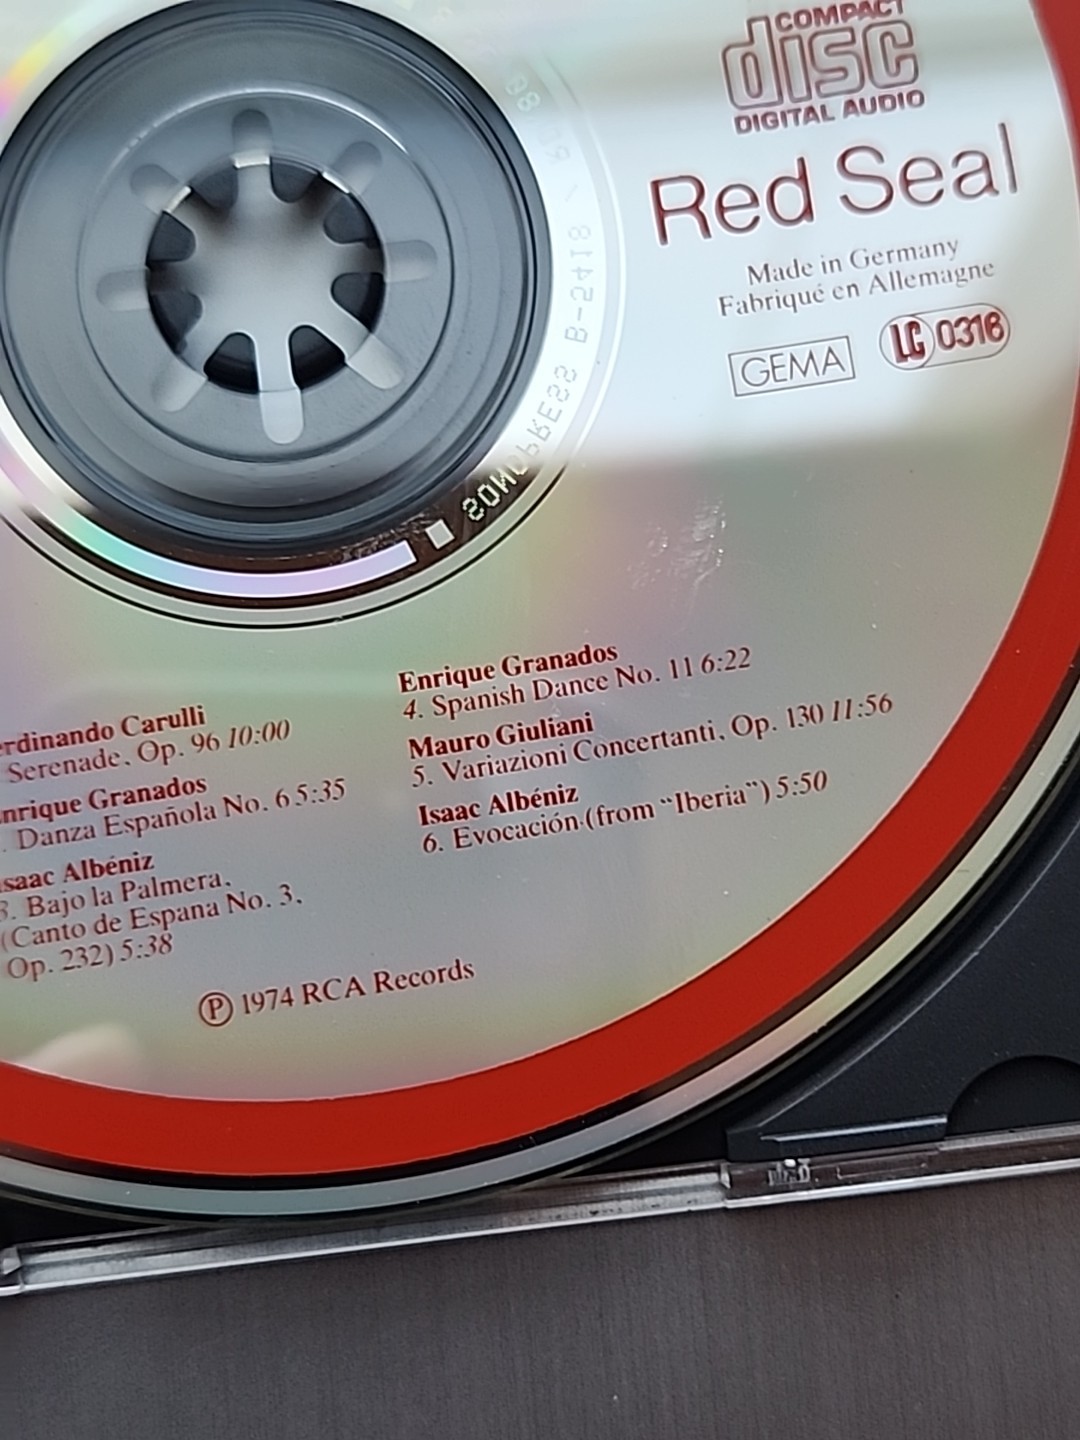 COMPACT
disc
DIGITAL AUDIO
Red Seal
Made in Germany
Fabriqué en Allemagne
GEMA
LC 0316
SONOPRESS B-5418 /
erdinando Carulli
Serenade, Op. 96 10:00
nrique Granados
. Danza Española No. 6 5:35
saac Albéniz
3. Bajo la Palmera,
(Canto de Espana No. 3,
Op. 232) 5:38
Enrique Granados
4. Spanish Dance No. 11 6:22
Mauro Giuliani
5. Variazioni Concertanti, Op. 130 11:56
Isaac Albéniz
6. Evocación (from “Iberia”) 5:50
Ⓟ 1974 RCA Records